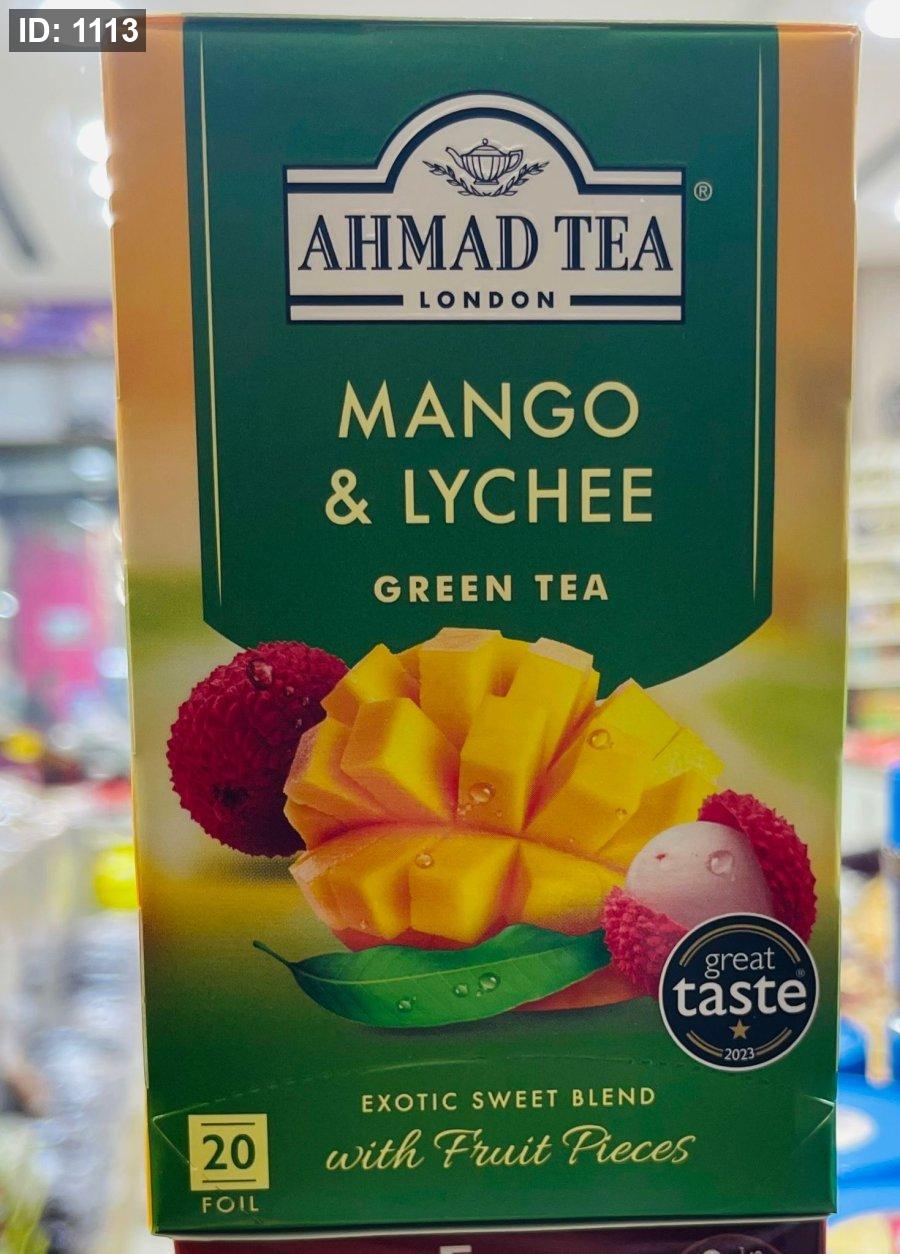 ID: 1113
AHMAD TEA
®
LONDON
MANGO
& LYCHEE
GREEN TEA
great
taste
®
2023
EXOTIC SWEET BLEND
with Fruit Pieces
20
FOIL